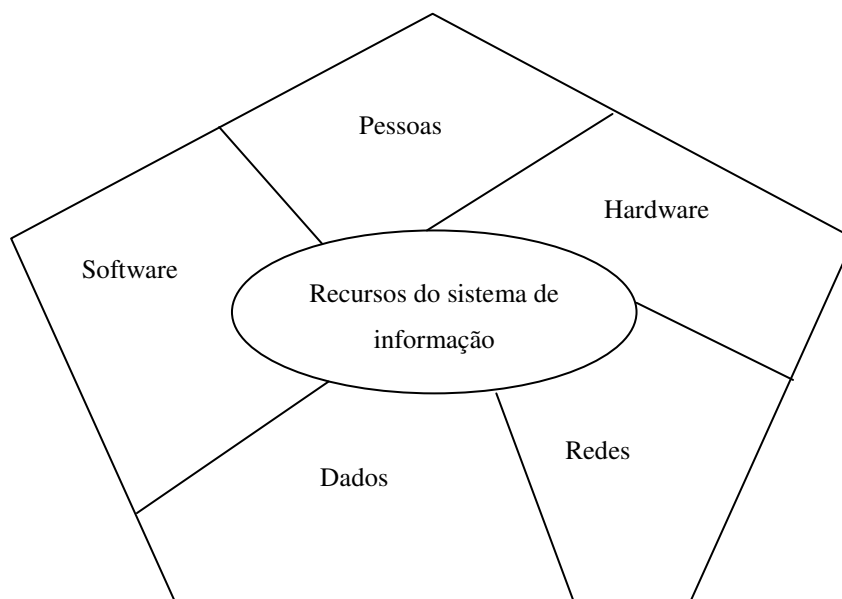 Pessoas
Hardware
Software
Recursos do sistema de
informação
Redes
Dados